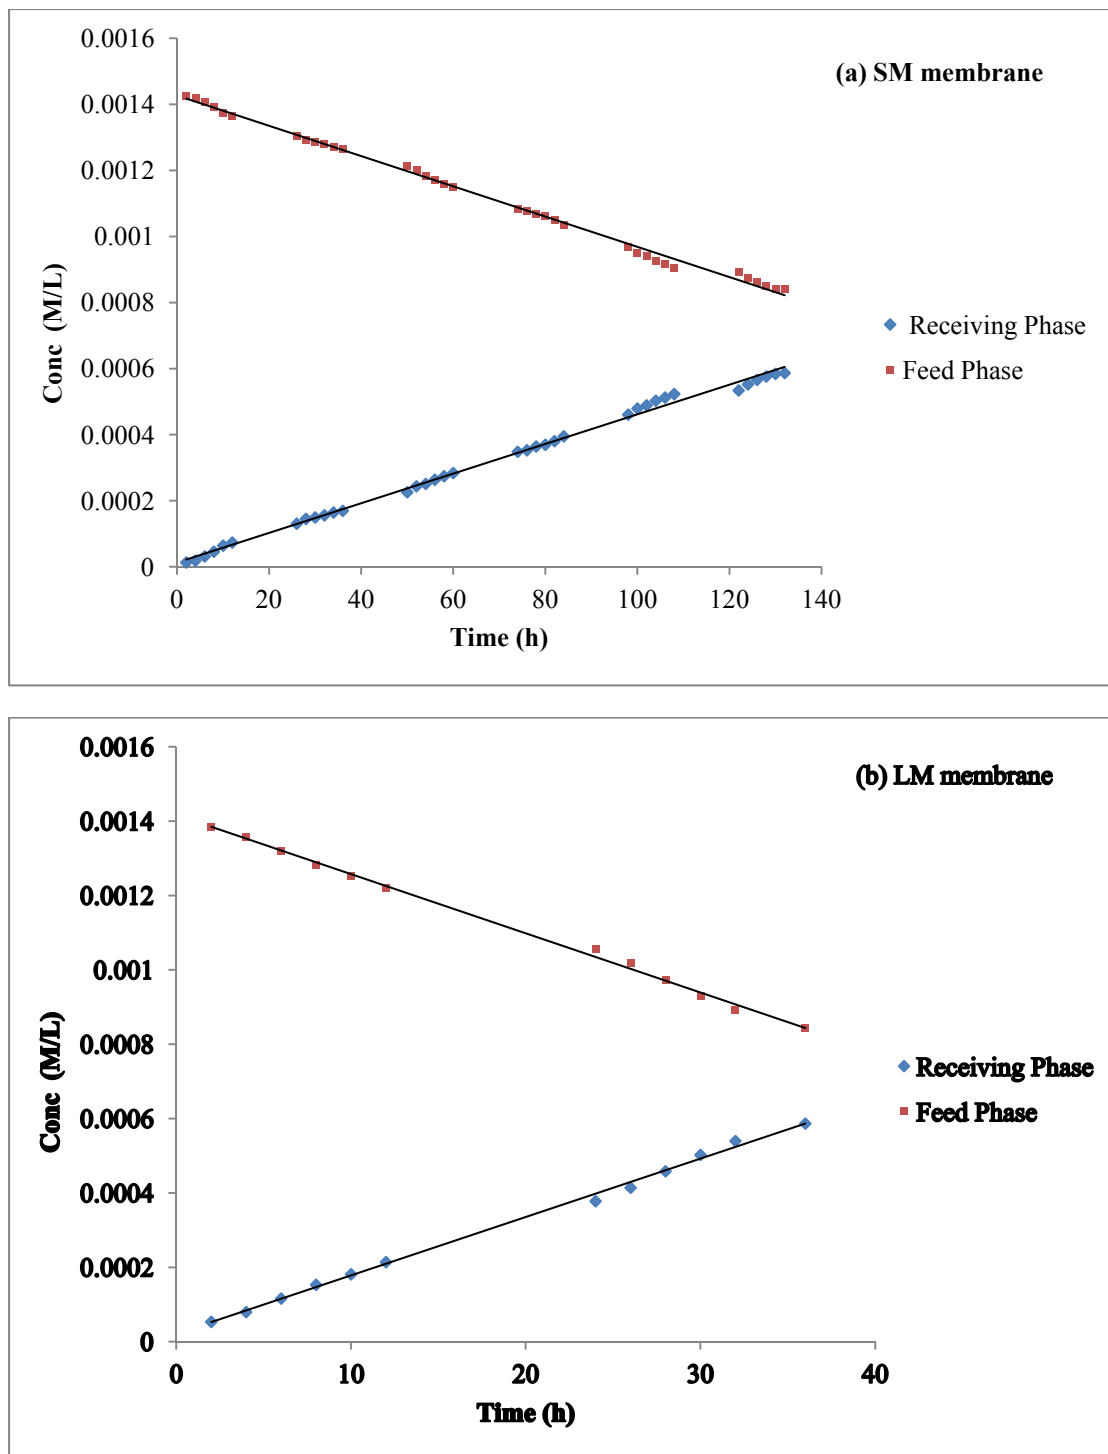 0.0016
(a) SM membrane
0.0014
0.0012
0.001
0.0008
0.0006
0.0004
0.0002
0
Conc (M/L)
Receiving Phase
Feed Phase
0 20 40 60 80 100 120 140
Time (h)
0.0016
(b) LM membrane
0.0014
0.0012
0.001
0.0008
0.0006
0.0004
0.0002
0
Conc (M/L)
Receiving Phase
Feed Phase
0 10 20 30 40
Time (h)